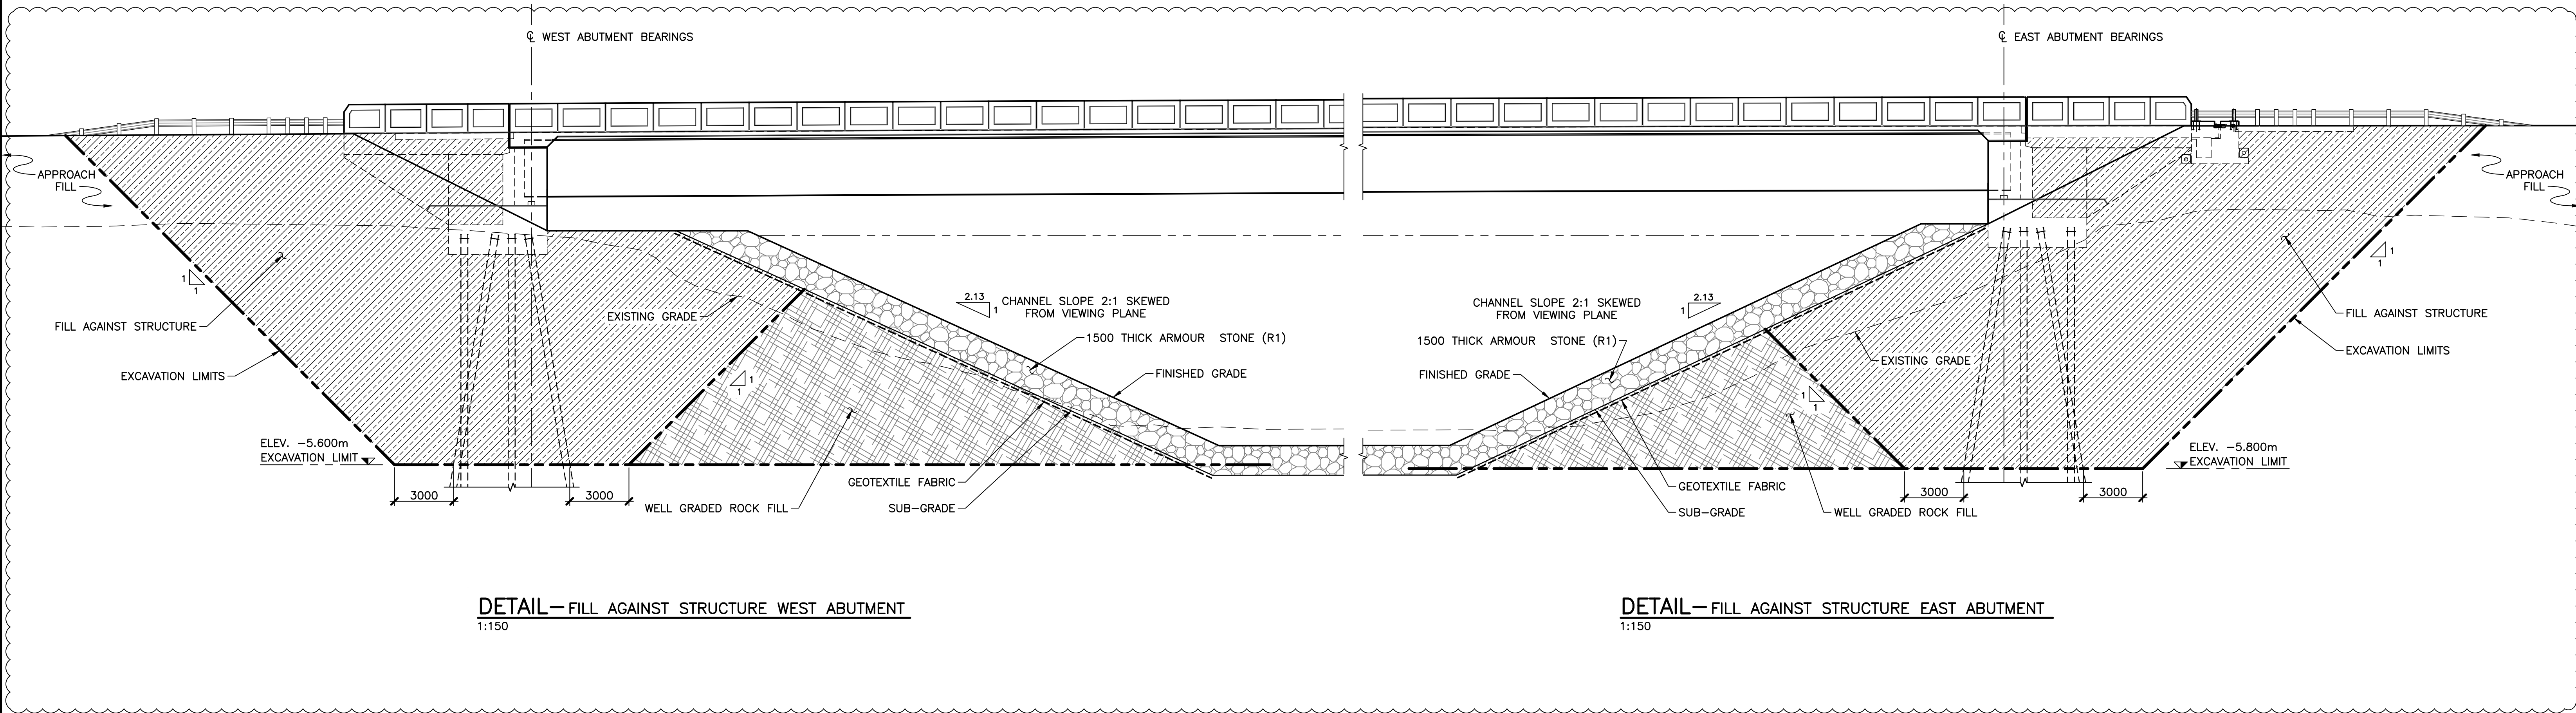 ℄ WEST ABUTMENT BEARINGS
℄ EAST ABUTMENT BEARINGS
APPROACH
FILL
1
1
FILL AGAINST STRUCTURE
EXCAVATION LIMITS
ELEV. -5.600m
EXCAVATION LIMIT
3000
3000
EXISTING GRADE
1
1
2.13
1
CHANNEL SLOPE 2:1 SKEWED
FROM VIEWING PLANE
1500 THICK ARMOUR STONE (R1)
FINISHED GRADE
GEOTEXTILE FABRIC
WELL GRADED ROCK FILL
SUB-GRADE
DETAIL- FILL AGAINST STRUCTURE WEST ABUTMENT
1:150
CHANNEL SLOPE 2:1 SKEWED
FROM VIEWING PLANE
2.13
1
1500 THICK ARMOUR STONE (R1)
FINISHED GRADE
EXISTING GRADE
1
1
GEOTEXTILE FABRIC
SUB-GRADE
WELL GRADED ROCK FILL
3000
3000
APPROACH
FILL
1
1
FILL AGAINST STRUCTURE
EXCAVATION LIMITS
ELEV. -5.800m
EXCAVATION LIMIT
DETAIL- FILL AGAINST STRUCTURE EAST ABUTMENT
1:150